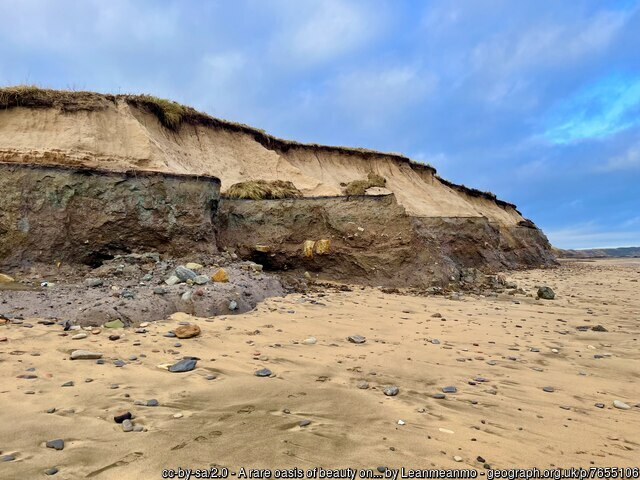 cc-by-sa/2.0 - A rare oasis of beauty on... by Leanmeanmo - geograph.org.uk/p/7655106